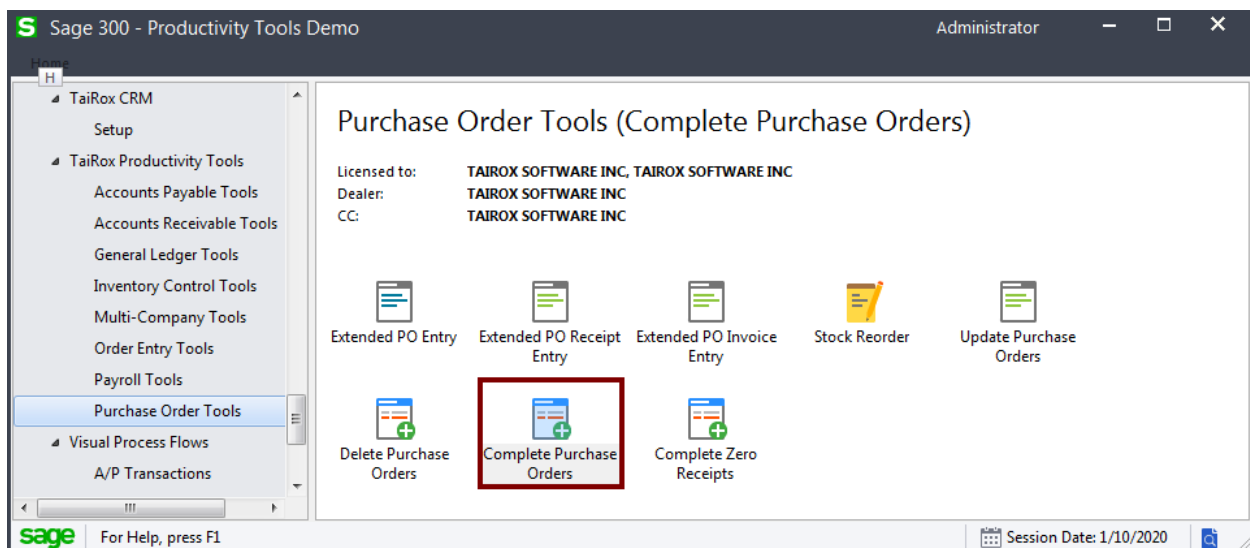 S Sage 300 - Productivity Tools Demo Administrator
Home
H
TaiRox CRM
Setup
TaiRox Productivity Tools
Accounts Payable Tools
Accounts Receivable Tools
General Ledger Tools
Inventory Control Tools
Multi-Company Tools
Order Entry Tools
Payroll Tools
Purchase Order Tools
Visual Process Flows
A/P Transactions
Purchase Order Tools (Complete Purchase Orders)
Licensed to: TAIROX SOFTWARE INC, TAIROX SOFTWARE INC
Dealer: TAIROX SOFTWARE INC
CC: TAIROX SOFTWARE INC
Extended PO Entry
Extended PO Receipt
Entry
Extended PO Invoice
Entry
Stock Reorder
Update Purchase
Orders
Delete Purchase
Orders
Complete Purchase
Orders
Complete Zero
Receipts
sage For Help, press F1 Session Date: 1/10/2020